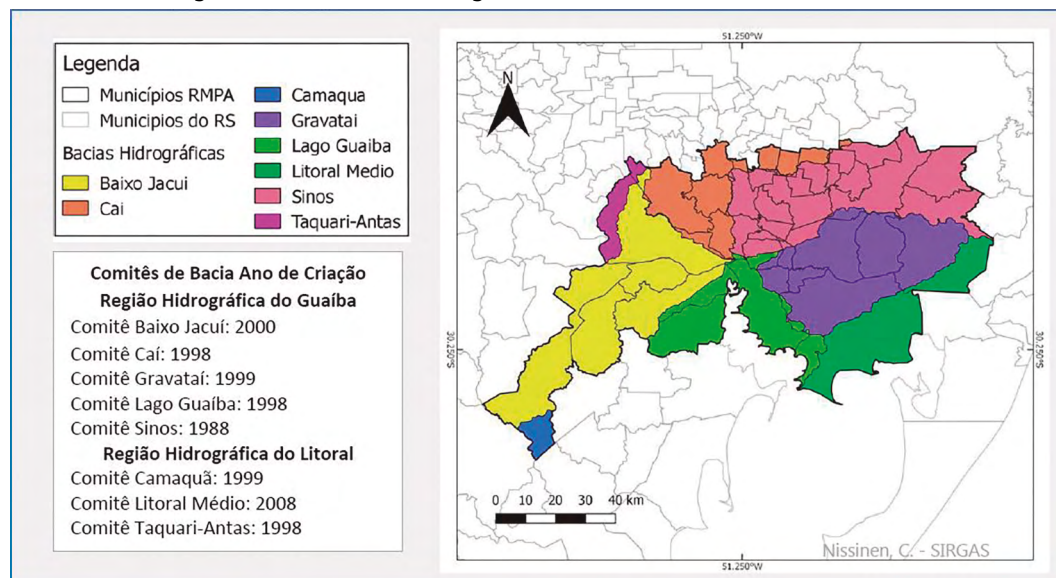 Legenda
Municípios RMPA
Municipios do RS
Bacias Hidrográficas
Baixo Jacui
Cai
Camaqua
Gravatai
Lago Guaiba
Litoral Medio
Sinos
Taquari-Antas
Comitês de Bacia Ano de Criação
Região Hidrográfica do Guaíba
Comitê Baixo Jacuí: 2000
Comitê Caí: 1998
Comitê Gravataí: 1999
Comitê Lago Guaíba: 1998
Comitê Sinos: 1988
Região Hidrográfica do Litoral
Comitê Camaquã: 1999
Comitê Litoral Médio: 2008
Comitê Taquari-Antas: 1998
51.250°W
N
30.250°S
30.250°S
0 10 20 30 40 km
Nissinen, C. - SIRGAS
51.250°W